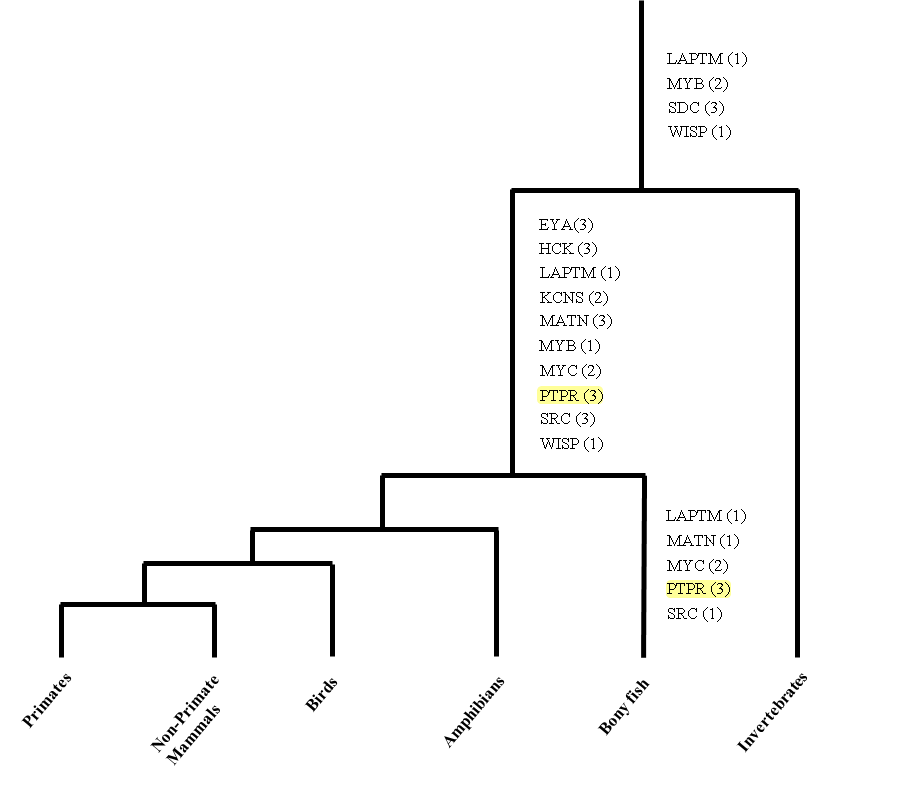 LAPTM (1)
MYB (2)
SDC (3)
WISP (1)
EYA(3)
HCK (3)
LAPTM (1)
KCNS (2)
MATN (3)
MYB (1)
MYC (2)
PTPR (3)
SRC (3)
WISP (1)
LAPTM (1)
MATN (1)
MYC (2)
PTPR (3)
SRC (1)
Primates
Non-Primate
Mammals
Birds
Amphibians
Bony fish
Invertebrates